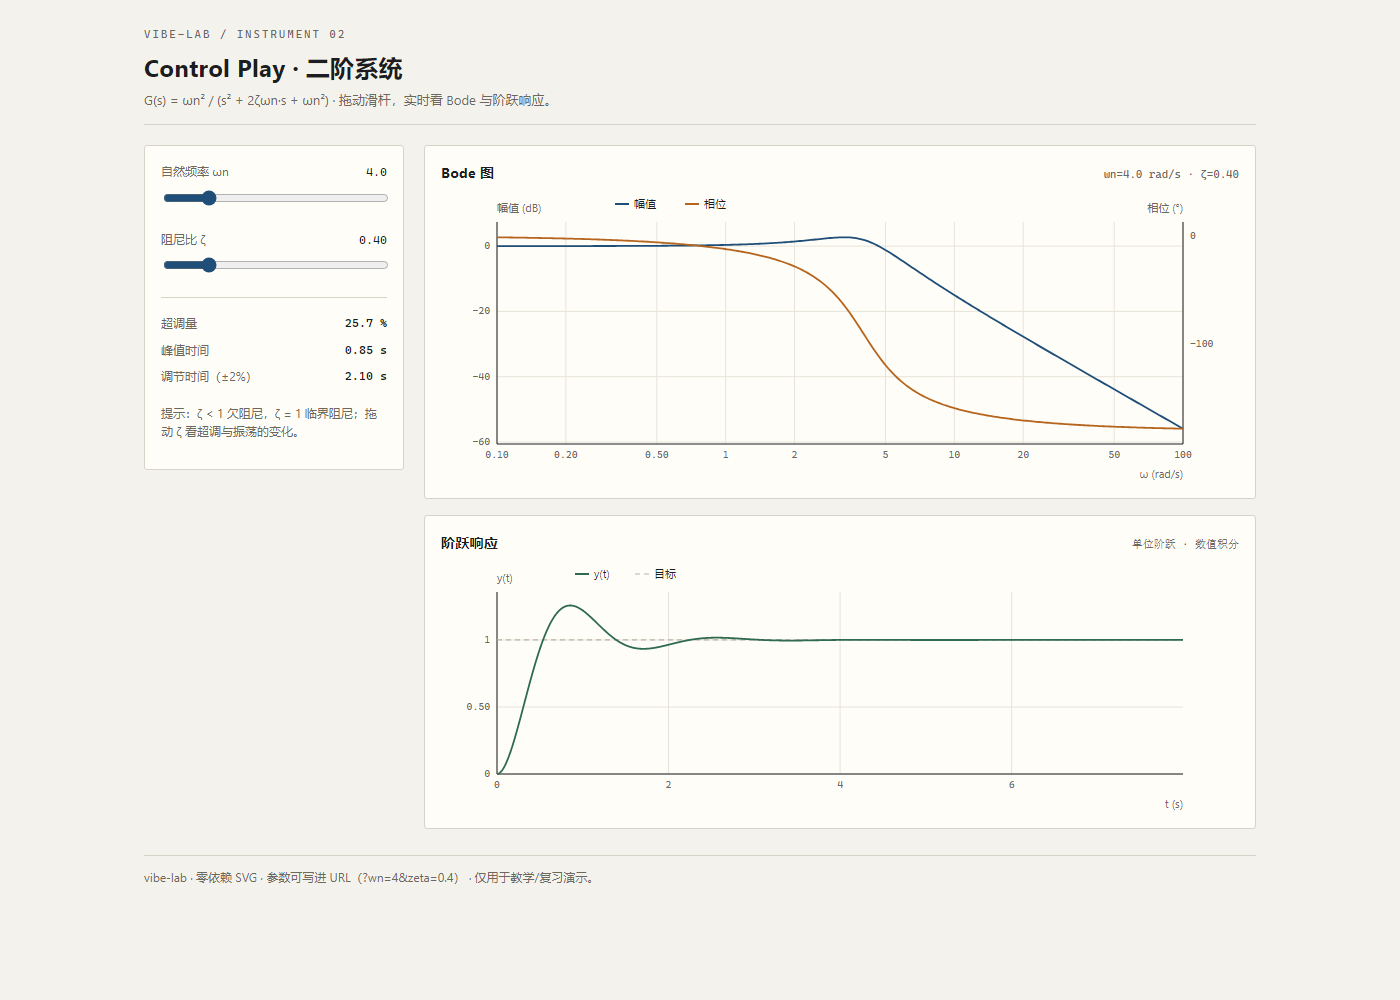 VIBE-LAB / INSTRUMENT 02
Control Play · 二阶系统
G(s) = ωn² / (s² + 2ζωn·s + ωn²) · 拖动滑杆，实时看 Bode 与阶跃响应。
自然频率 ωn 4.0
阻尼比 ζ 0.40
超调量 25.7 %
峰值时间 0.85 s
调节时间（±2%） 2.10 s
提示：ζ < 1 欠阻尼，ζ = 1 临界阻尼；拖
动 ζ 看超调与振荡的变化。
Bode 图 ωn=4.0 rad/s · ζ=0.40
幅值 (dB) 幅值 相位 相位 (°)
0
−20
−40
−60
0
−100
0.10 0.20 0.50 1 2 5 10 20 50 100
ω (rad/s)
阶跃响应 单位阶跃 · 数值积分
y(t) y(t) 目标
1
0.50
0
0 2 4 6
t (s)
vibe-lab · 零依赖 SVG · 参数可写进 URL（?wn=4&zeta=0.4） · 仅用于教学/复习演示。